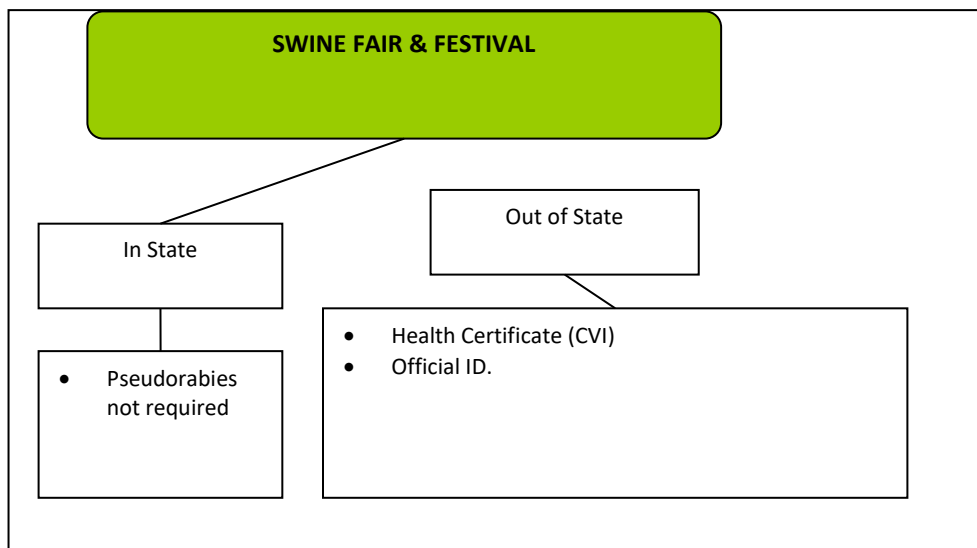 SWINE FAIR & FESTIVAL
In State
Out of State
• Pseudorabies
not required
• Health Certificate (CVI)
• Official ID.